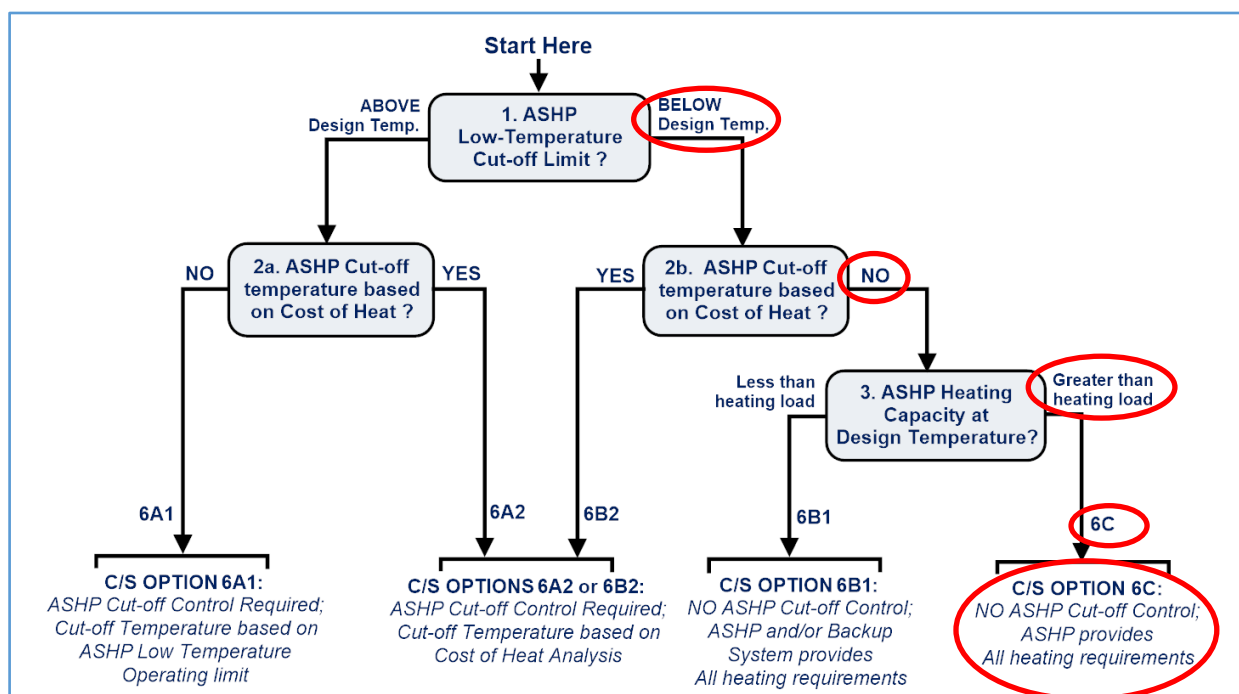 Start Here
ABOVE
Design Temp.
1. ASHP
Low-Temperature
Cut-off Limit ?
BELOW
Design Temp.
NO
2a. ASHP Cut-off
temperature based
on Cost of Heat ?
YES
YES
2b. ASHP Cut-off
temperature based
on Cost of Heat ?
NO
Less than
heating load
3. ASHP Heating
Capacity at
Design Temperature?
Greater than
heating load
6A1
6A2
6B2
6B1
6C
C/S OPTION 6A1:
ASHP Cut-off Control Required;
Cut-off Temperature based on
ASHP Low Temperature
Operating limit
C/S OPTIONS 6A2 or 6B2:
ASHP Cut-off Control Required;
Cut-off Temperature based on
Cost of Heat Analysis
C/S OPTION 6B1:
NO ASHP Cut-off Control;
ASHP and/or Backup
System provides
All heating requirements
C/S OPTION 6C:
NO ASHP Cut-off Control;
ASHP provides
All heating requirements